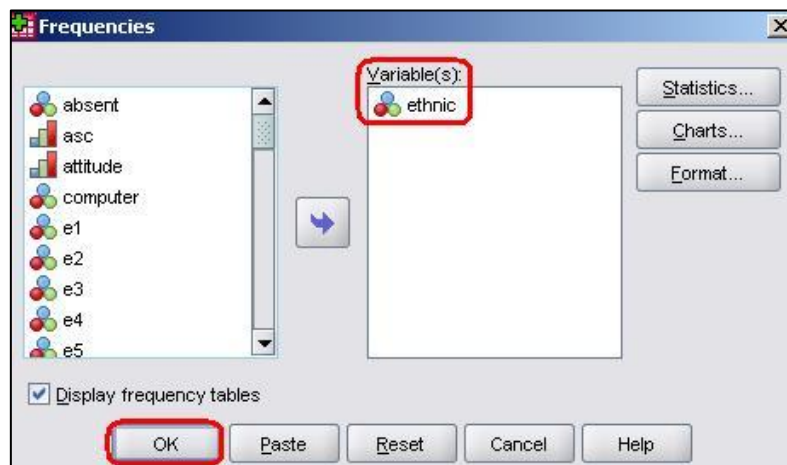 Frequencies
absent
asc
attitude
computer
e1
e2
e3
e4
e5
Variable(s):
ethnic
Statistics...
Charts...
Format...
Display frequency tables
OK
Paste
Reset
Cancel
Help